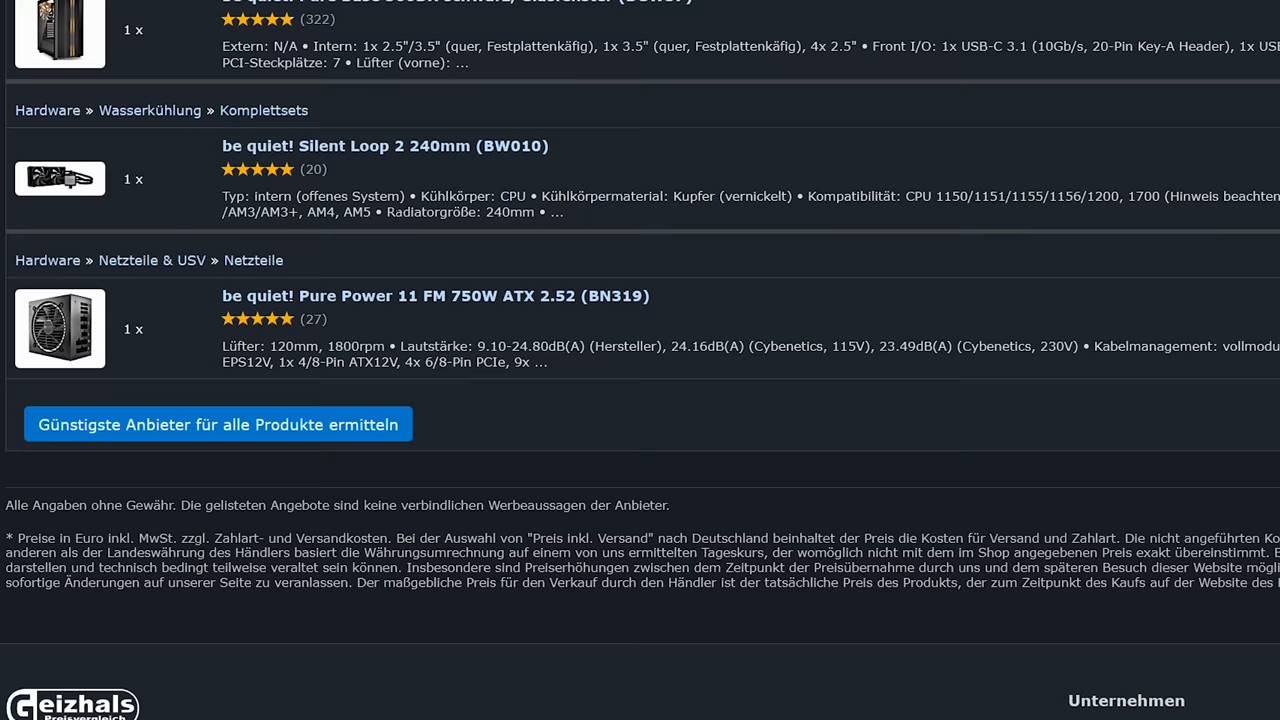 ★★★★★ (322)
1 x
Extern: N/A • Intern: 1x 2.5"/3.5" (quer, Festplattenkäfig), 1x 3.5" (quer, Festplattenkäfig), 4x 2.5" • Front I/O: 1x USB-C 3.1 (10Gb/s, 20-Pin Key-A Header), 1x
PCI-Steckplätze: 7 • Lüfter (vorne): ...
Hardware » Wasserkühlung » Komplettsets
be quiet! Silent Loop 2 240mm (BW010)
★★★★★ (20)
1 x
Typ: intern (offenes System) • Kühlkörper: CPU • Kühlkörpermaterial: Kupfer (vernickelt) • Kompatibilität: CPU 1150/1151/1155/1156/1200, 1700 (Hinweis beachten
/AM3/AM3+, AM4, AM5 • Radiatorgröße: 240mm • ...
Hardware » Netzteile & USV » Netzteile
be quiet! Pure Power 11 FM 750W ATX 2.52 (BN319)
★★★★★ (27)
1 x
Lüfter: 120mm, 1800rpm • Lautstärke: 9.10-24.80dB(A) (Hersteller), 24.16dB(A) (Cybenetics, 115V), 23.49dB(A) (Cybenetics, 230V) • Kabelmanagement: vollmodu
EPS12V, 1x 4/8-Pin ATX12V, 4x 6/8-Pin PCIe, 9x ...
Günstigste Anbieter für alle Produkte ermitteln
Alle Angaben ohne Gewähr. Die gelisteten Angebote sind keine verbindlichen Werbeaussagen der Anbieter.
* Preise in Euro inkl. MwSt. zzgl. Zahlart- und Versandkosten. Bei der Auswahl von "Preis inkl. Versand" nach Deutschland beinhaltet der Preis die Kosten für Versand und Zahlart. Die nicht angeführten Ko
anderen als der Landeswährung des Händlers basiert die Währungsumrechnung auf einem von uns ermittelten Tageskurs, der womöglich nicht mit dem im Shop angegebenen Preis exakt übereinstimmt.
darstellen und technisch bedingt teilweise veraltet sein können. Insbesondere sind Preiserhöhungen zwischen dem Zeitpunkt der Preisübernahme durch uns und dem späteren Besuch dieser Website mögli
sofortige Änderungen auf unserer Seite zu veranlassen. Der maßgebliche Preis für den Verkauf durch den Händler ist der tatsächliche Preis des Produkts, der zum Zeitpunkt des Kaufs auf der Website des
Geizhals
Preisvergleich
Unternehmen